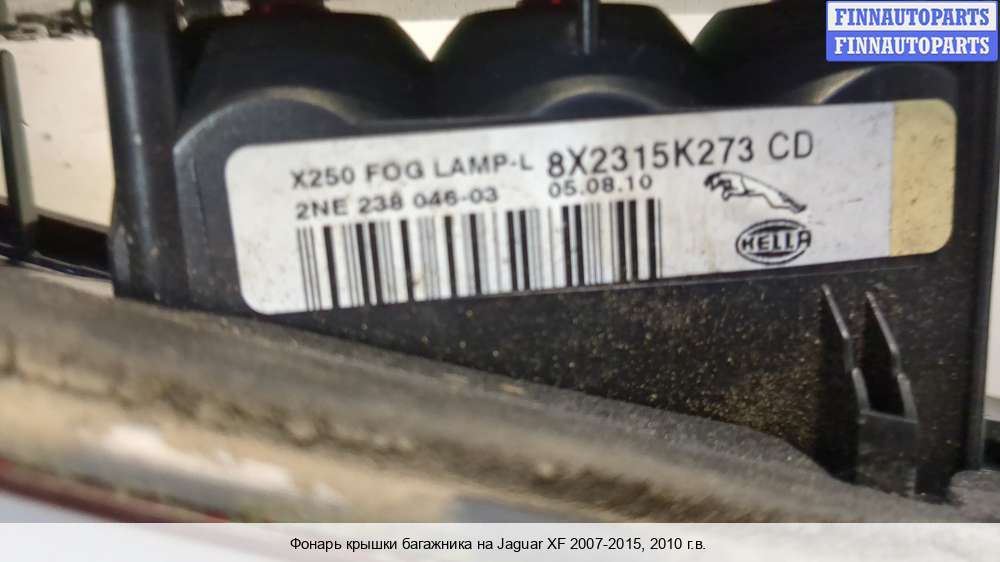 FINNAUTOPARTS
FINNAUTOPARTS
X250 FOG LAMP-L 8X2315K273 CD
2NE 238 046-03 05.08.10
HELLA
Фонарь крышки багажника на Jaguar XF 2007-2015, 2010 г.в.